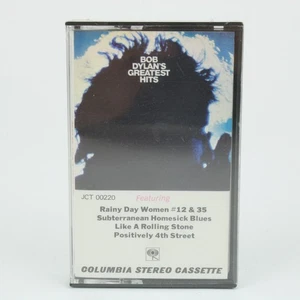 BOB
DYLAN'S
GREATEST
HITS
JCT 00220
Featuring
Rainy Day Women #12 & 35
Subterranean Homesick Blues
Like A Rolling Stone
Positively 4th Street
COLUMBIA STEREO CASSETTE